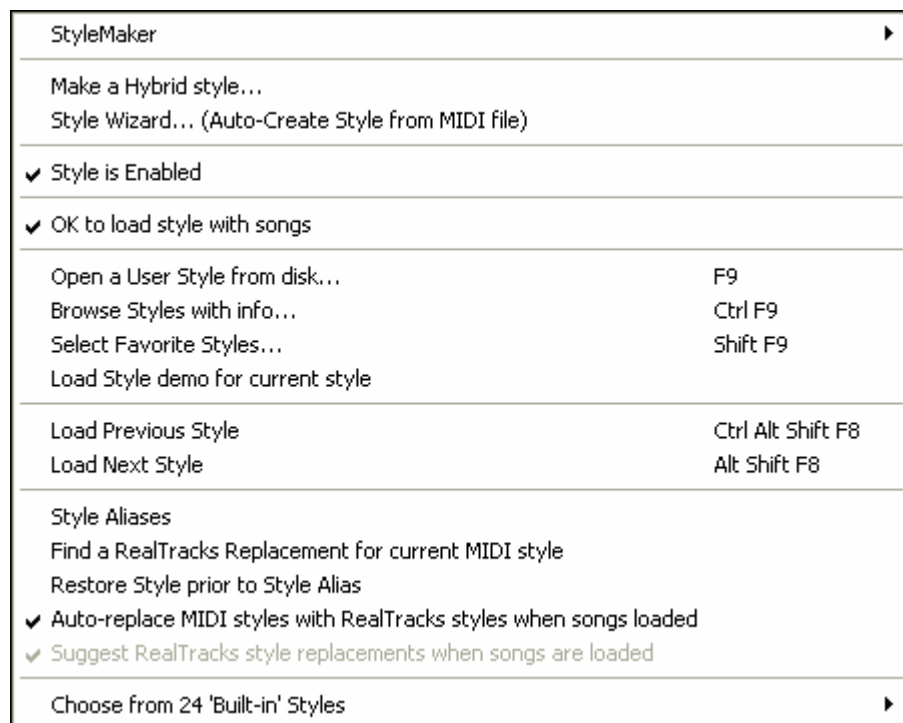 StyleMaker
Make a Hybrid style...
Style Wizard... (Auto-Create Style from MIDI file)
Style is Enabled
OK to load style with songs
Open a User Style from disk... F9
Browse Styles with info... Ctrl F9
Select Favorite Styles... Shift F9
Load Style demo for current style
Load Previous Style Ctrl Alt Shift F8
Load Next Style Alt Shift F8
Style Aliases
Find a RealTracks Replacement for current MIDI style
Restore Style prior to Style Alias
Auto-replace MIDI styles with RealTracks styles when songs loaded
Suggest RealTracks style replacements when songs are loaded
Choose from 24 'Built-in' Styles